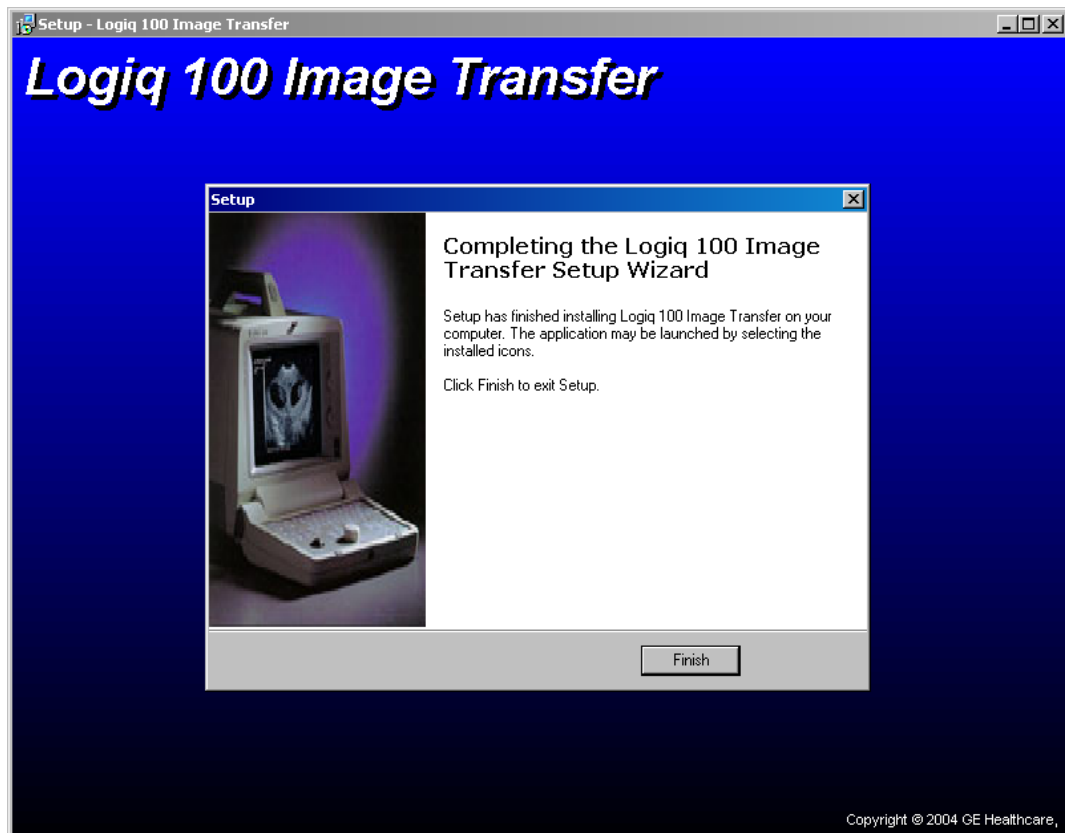 Setup - Logiq 100 Image Transfer
Logiq 100 Image Transfer
Setup
Completing the Logiq 100 Image
Transfer Setup Wizard
Setup has finished installing Logiq 100 Image Transfer on your
computer. The application may be launched by selecting the
installed icons.
Click Finish to exit Setup.
Finish
Copyright © 2004 GE Healthcare,